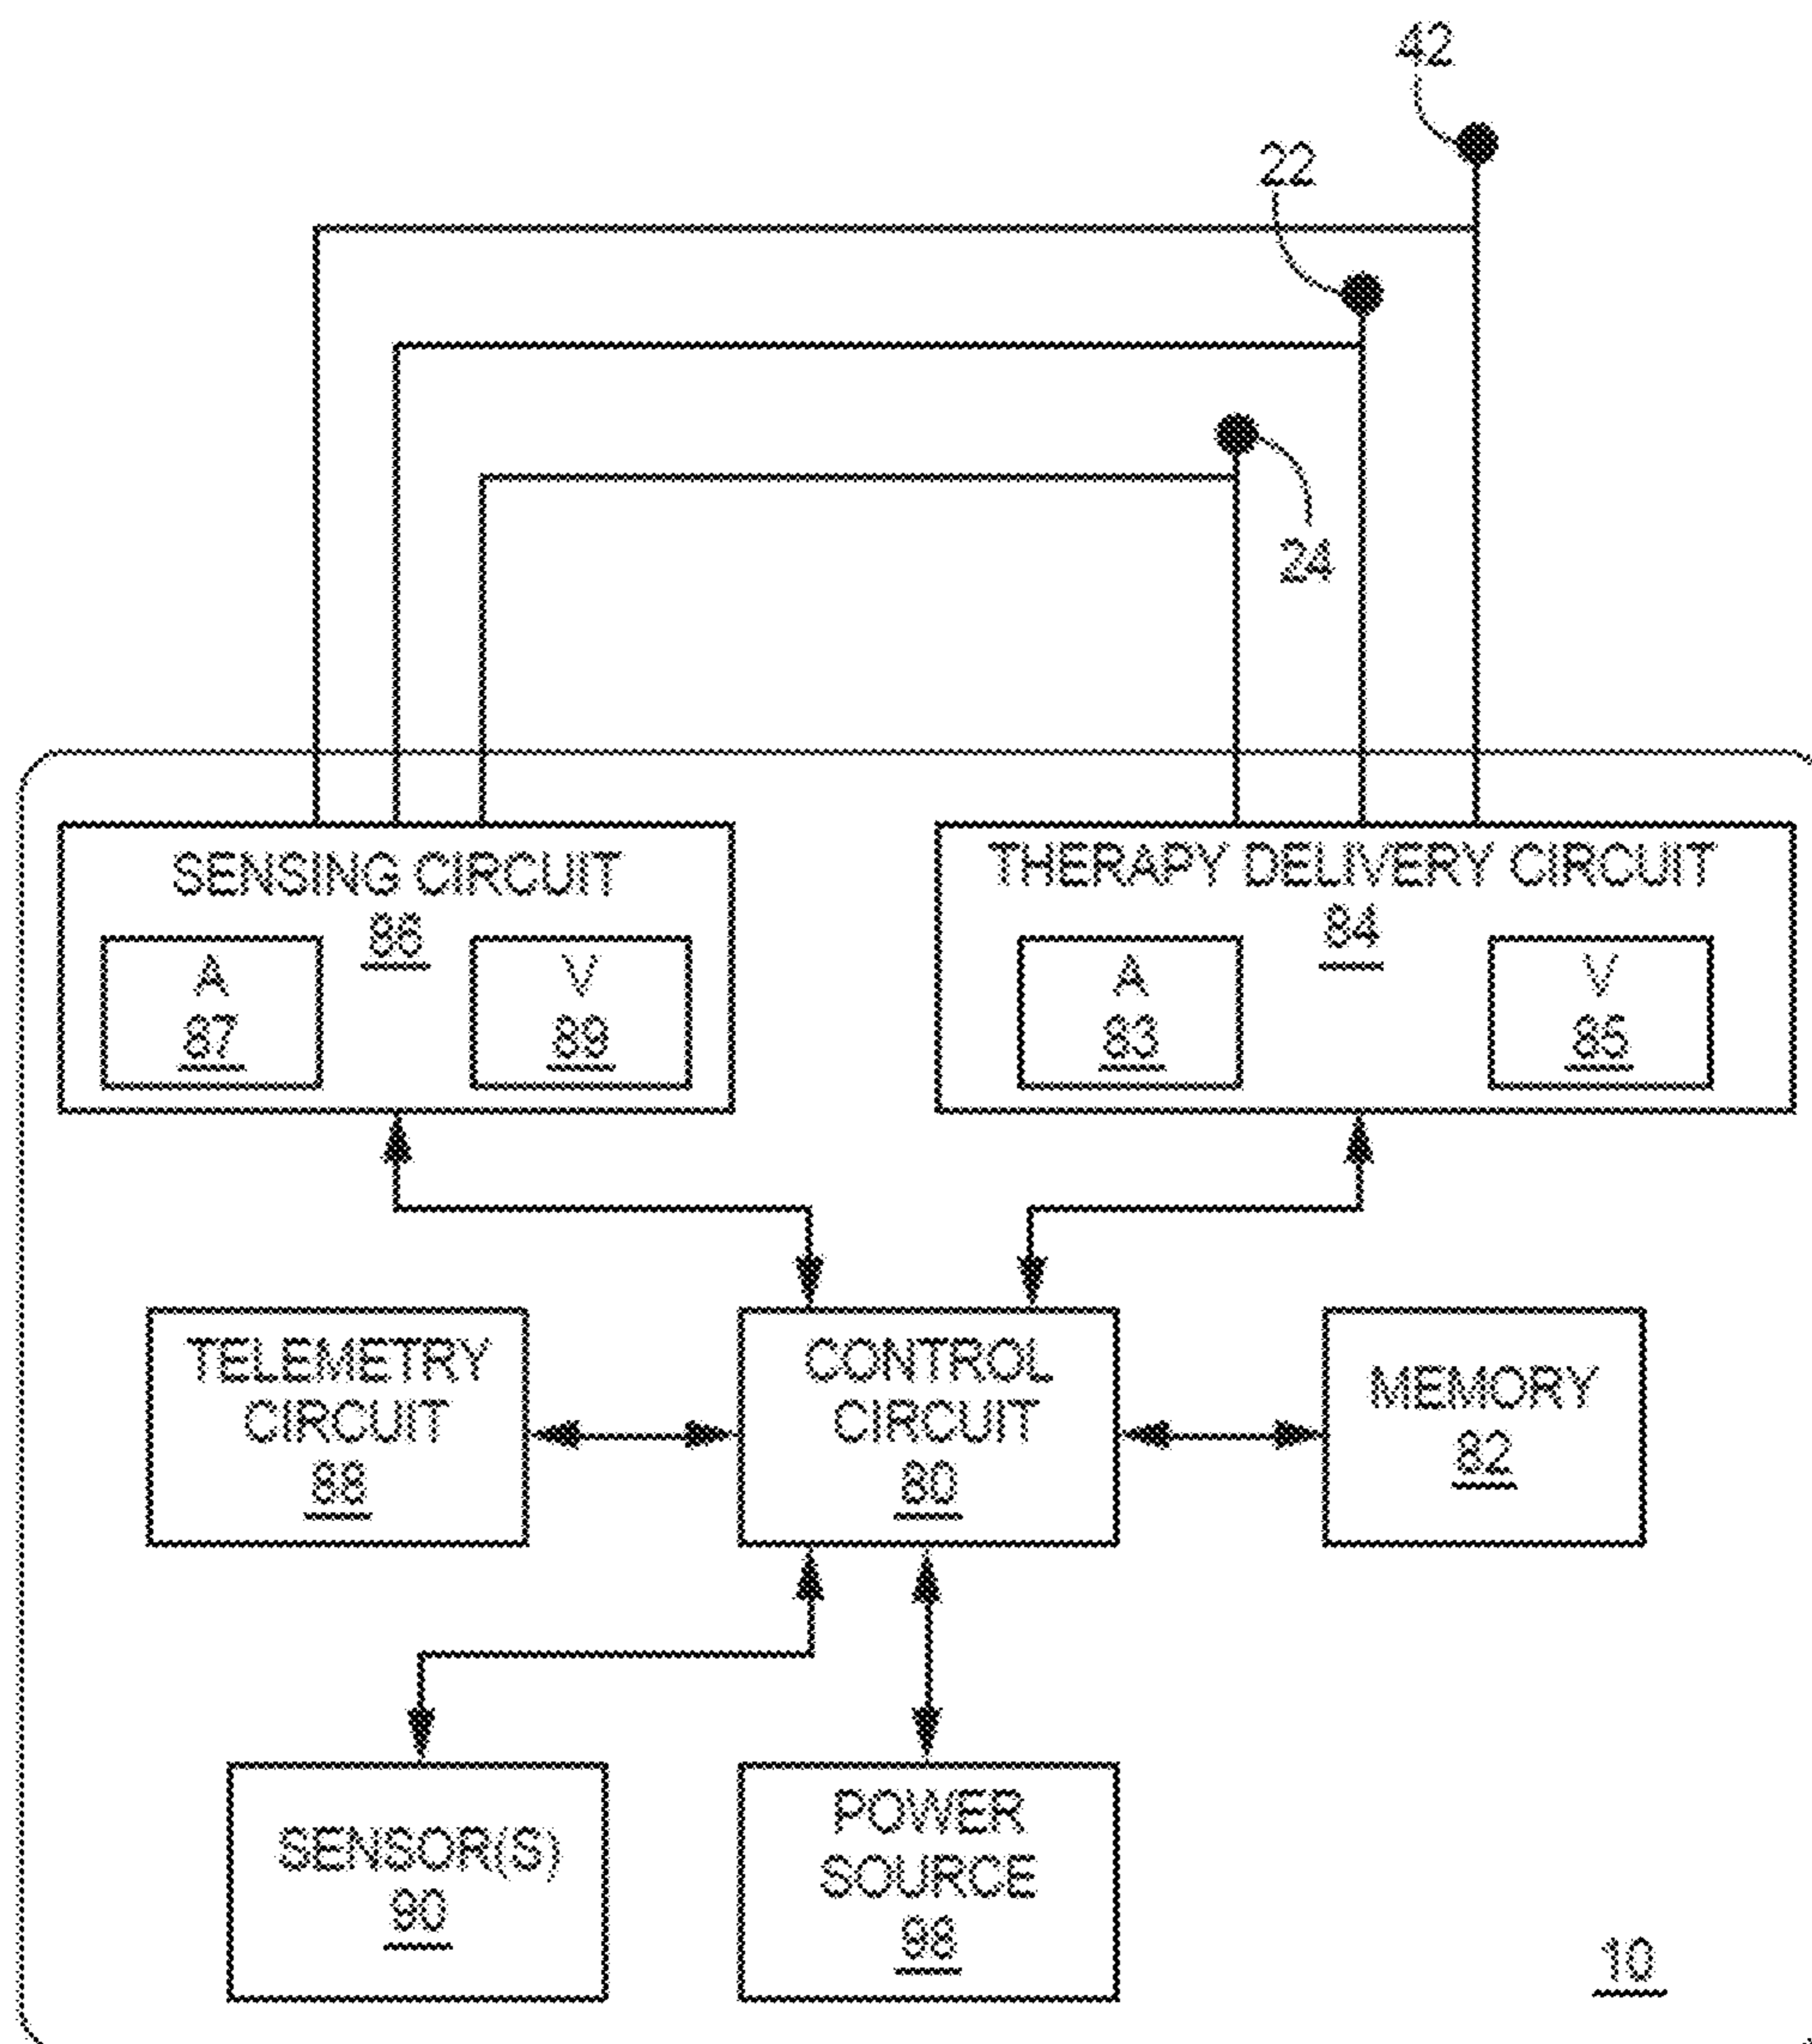 42
22
24
SENSING CIRCUIT
86
A
87
V
89
THERAPY DELIVERY CIRCUIT
84
A
83
V
85
TELEMETRY
CIRCUIT
88
CONTROL
CIRCUIT
80
MEMORY
82
SENSOR(S)
90
POWER
SOURCE
98
10